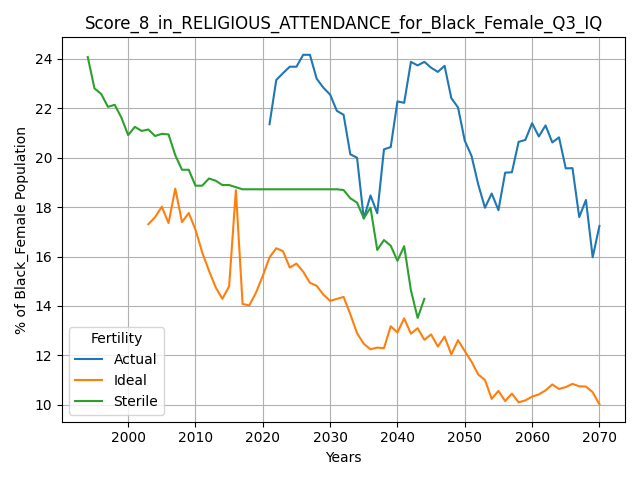 Score_8_in_RELIGIOUS_ATTENDANCE_for_Black_Female_Q3_IQ
% of Black_Female Population
24
22
20
18
16
14
12
10
Fertility
Actual
Ideal
Sterile
2000 2010 2020 2030 2040 2050 2060 2070
Years